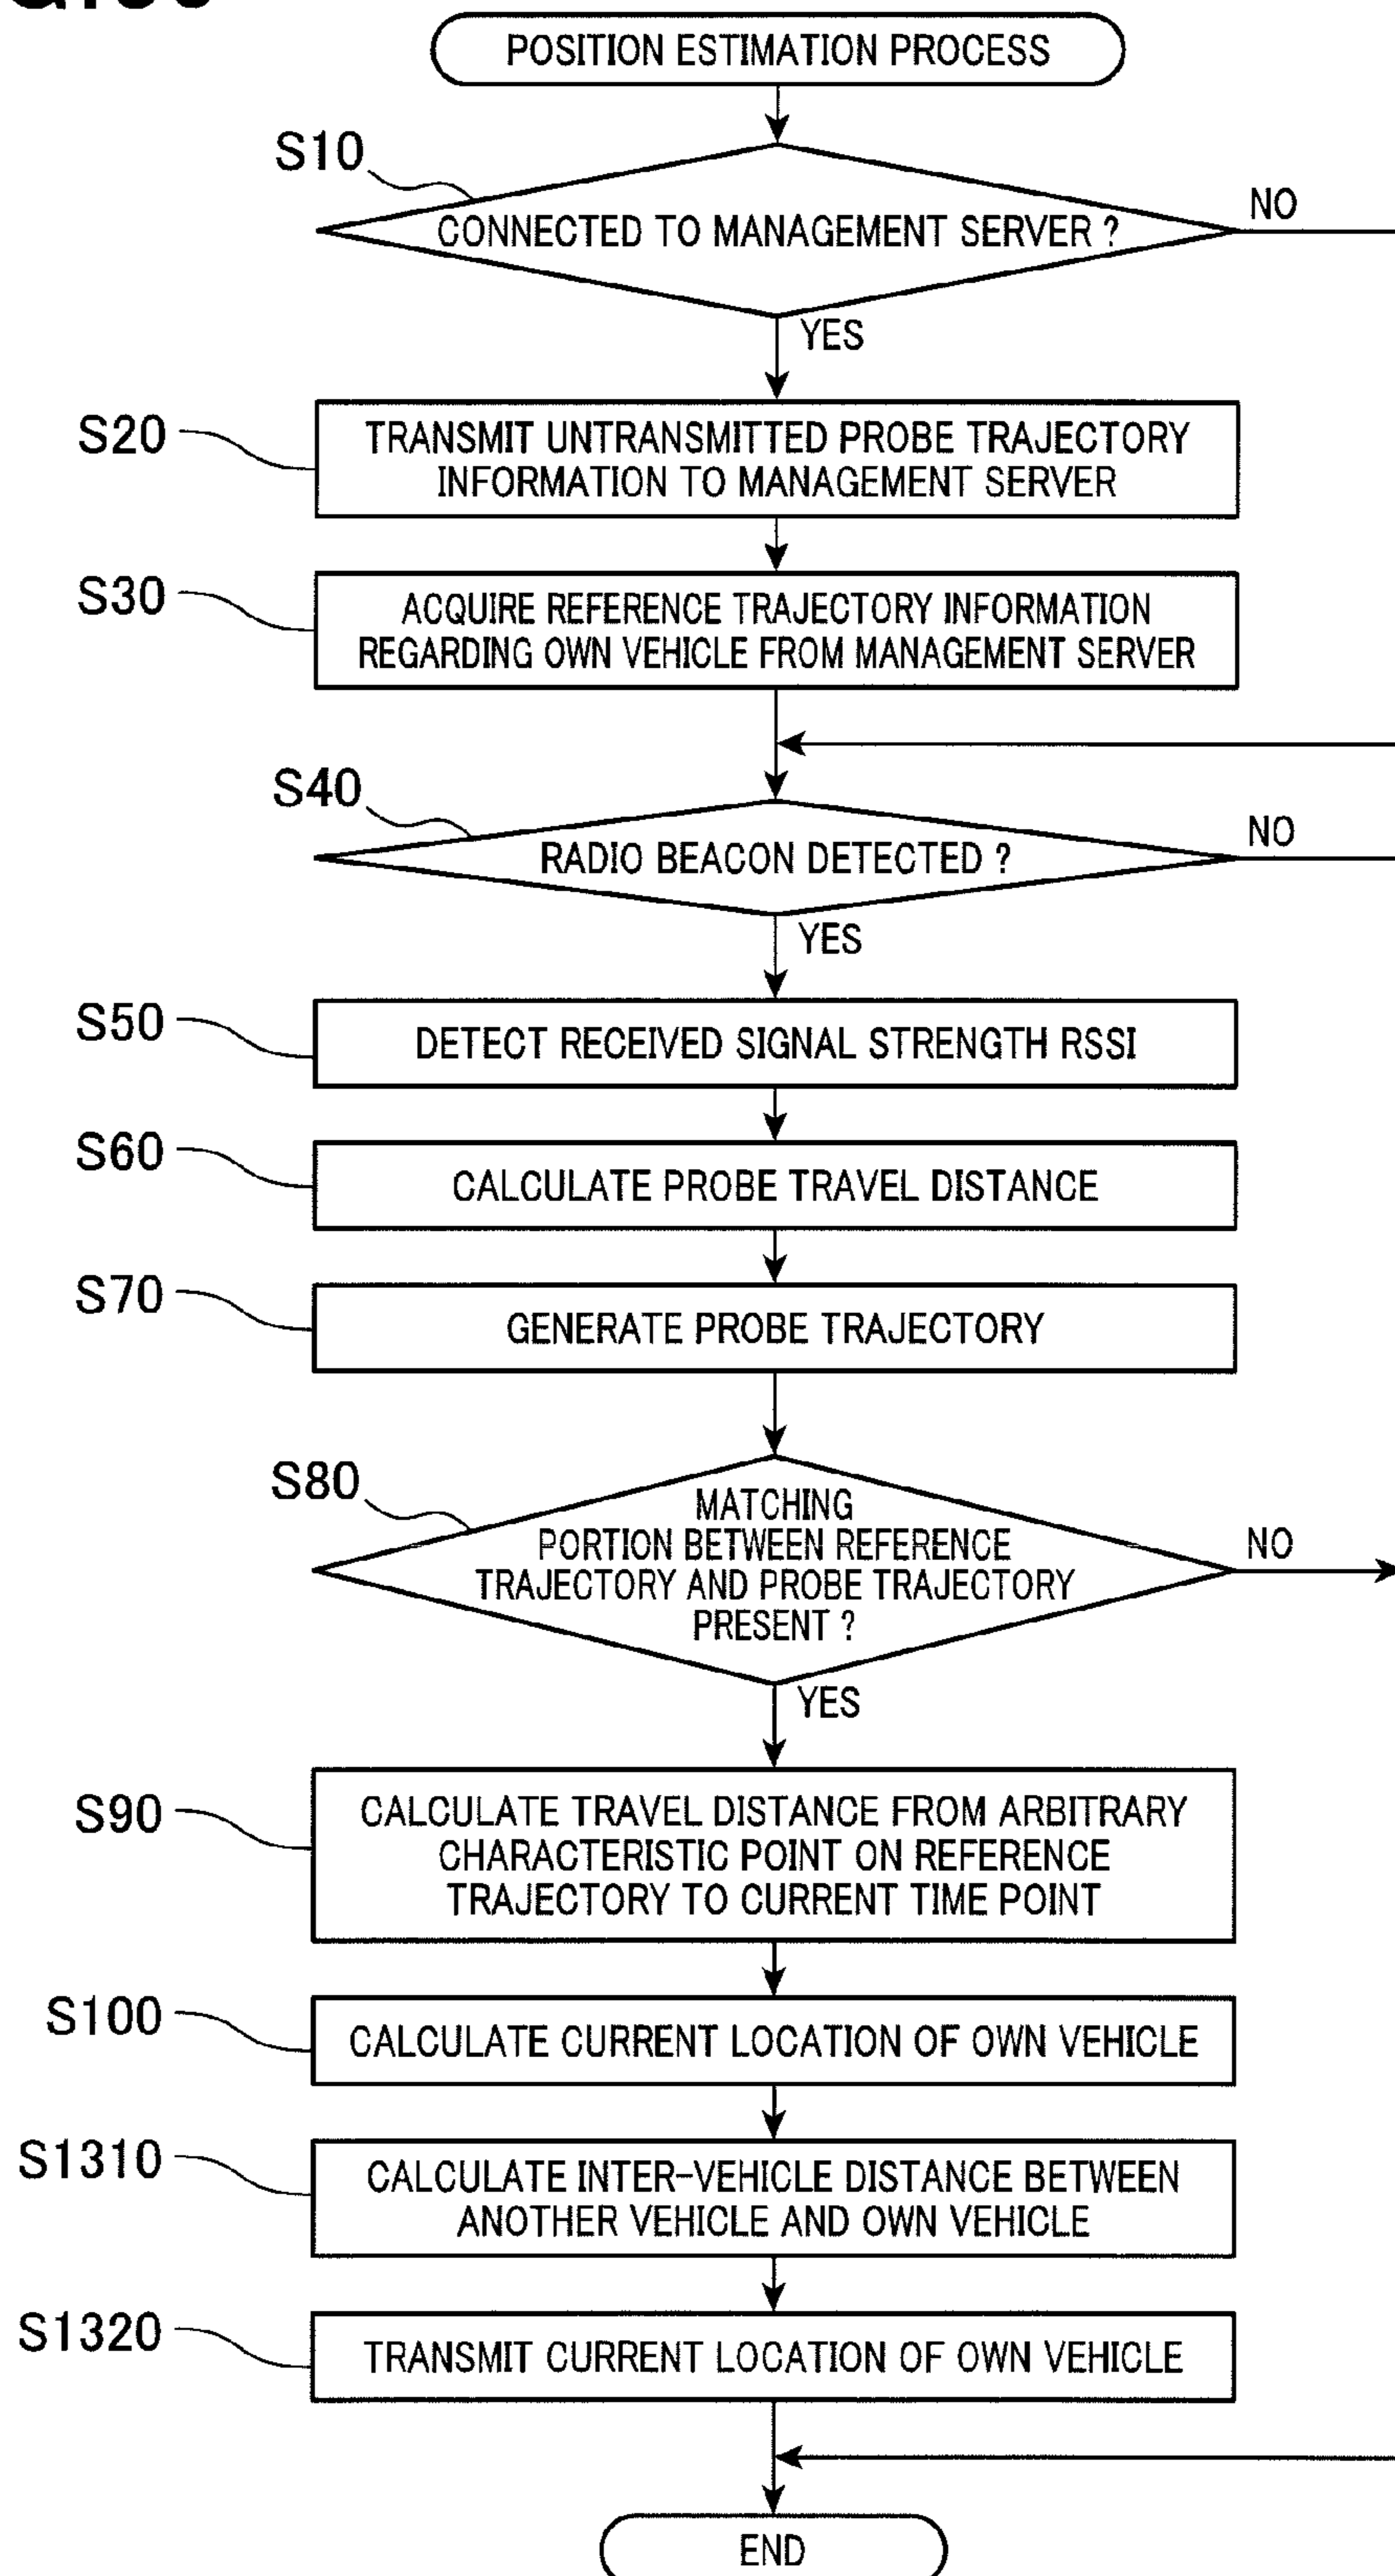 POSITION ESTIMATION PROCESS
S10
CONNECTED TO MANAGEMENT SERVER ?
NO
YES
S20
TRANSMIT UNTRANSMITTED PROBE TRAJECTORY
INFORMATION TO MANAGEMENT SERVER
S30
ACQUIRE REFERENCE TRAJECTORY INFORMATION
REGARDING OWN VEHICLE FROM MANAGEMENT SERVER
S40
RADIO BEACON DETECTED ?
NO
YES
S50
DETECT RECEIVED SIGNAL STRENGTH RSSI
S60
CALCULATE PROBE TRAVEL DISTANCE
S70
GENERATE PROBE TRAJECTORY
S80
MATCHING
PORTION BETWEEN REFERENCE
TRAJECTORY AND PROBE TRAJECTORY
PRESENT ?
NO
YES
S90
CALCULATE TRAVEL DISTANCE FROM ARBITRARY
CHARACTERISTIC POINT ON REFERENCE
TRAJECTORY TO CURRENT TIME POINT
S100
CALCULATE CURRENT LOCATION OF OWN VEHICLE
S1310
CALCULATE INTER-VEHICLE DISTANCE BETWEEN
ANOTHER VEHICLE AND OWN VEHICLE
S1320
TRANSMIT CURRENT LOCATION OF OWN VEHICLE
END